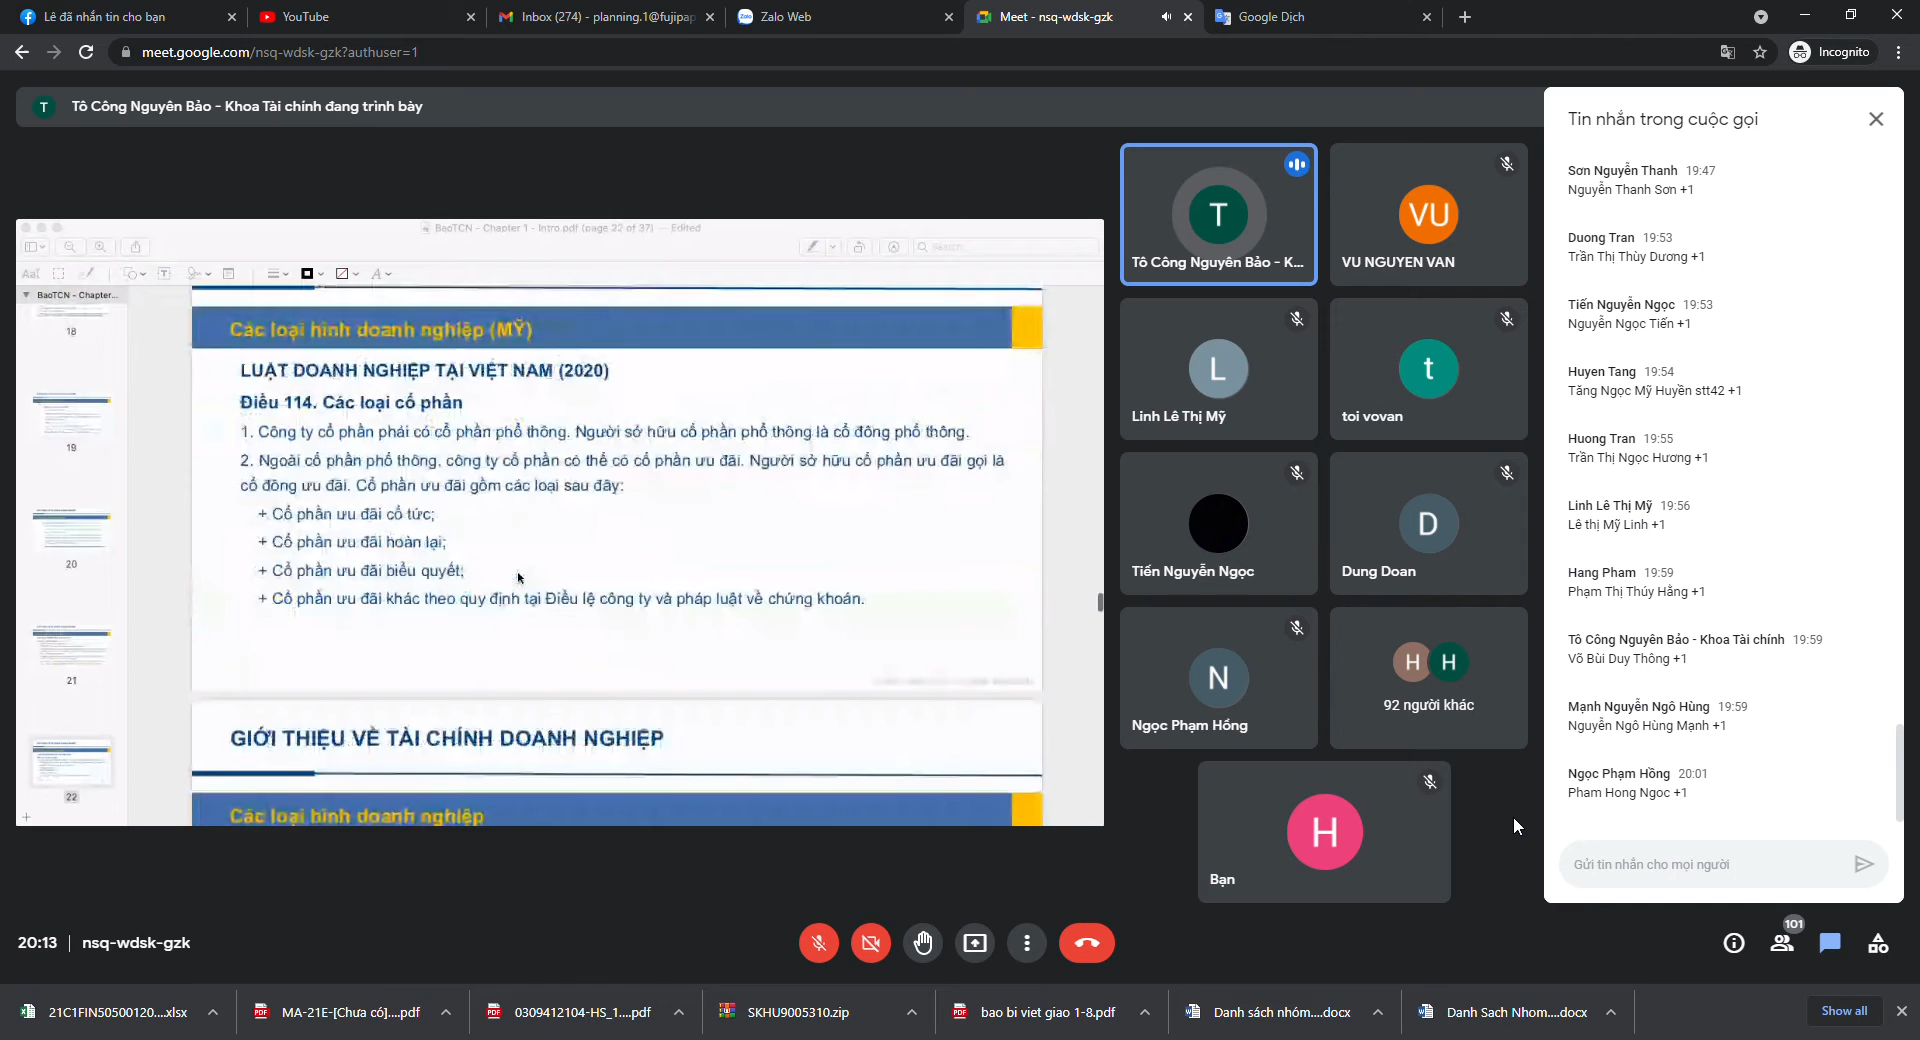 Lê đã nhắn tin cho bạn
YouTube
Inbox (274) - planning.1@fujipap
Zalo Web
Meet - nsq-wdsk-gzk
Google Dịch
meet.google.com/nsq-wdsk-gzk?authuser=1
Incognito
T
Tô Công Nguyên Bảo - Khoa Tài chính đang trình bày
BaoTCN - Chapter 1 - Intro.pdf (page 22 of 37) — Edited
Search
BaoTCN - Chapter...
18
19
20
21
22
Các loại hình doanh nghiệp (MỸ)
LUẬT DOANH NGHIỆP TẠI VIỆT NAM (2020)
Điều 114. Các loại cổ phần
1. Công ty cổ phần phải có cổ phần phổ thông. Người sở hữu cổ phần phổ thông là cổ đông phổ thông.
2. Ngoài cổ phần phổ thông, công ty cổ phần có thể có cổ phần ưu đãi. Người sở hữu cổ phần ưu đãi gọi là
cổ đông ưu đãi. Cổ phần ưu đãi gồm các loại sau đây:
+ Cổ phần ưu đãi cổ tức;
+ Cổ phần ưu đãi hoàn lại;
+ Cổ phần ưu đãi biểu quyết;
+ Cổ phần ưu đãi khác theo quy định tại Điều lệ công ty và pháp luật về chứng khoán.
GIỚI THIỆU VỀ TÀI CHÍNH DOANH NGHIỆP
Các loại hình doanh nghiệp
T
Tô Công Nguyên Bảo - K...
VU
VU NGUYEN VAN
L
Linh Lê Thị Mỹ
t
toi vovan
Tiến Nguyễn Ngọc
D
Dung Doan
N
Ngọc Phạm Hồng
H H
92 người khác
H
Bạn
Tin nhắn trong cuộc gọi
Sơn Nguyễn Thanh 19:47
Nguyễn Thanh Sơn +1
Duong Tran 19:53
Trần Thị Thùy Dương +1
Tiến Nguyễn Ngọc 19:53
Nguyễn Ngọc Tiến +1
Huyen Tang 19:54
Tăng Ngọc Mỹ Huyền stt42 +1
Huong Tran 19:55
Trần Thị Ngọc Hương +1
Linh Lê Thị Mỹ 19:56
Lê thị Mỹ Linh +1
Hang Pham 19:59
Phạm Thị Thúy Hằng +1
Tô Công Nguyên Bảo - Khoa Tài chính 19:59
Võ Bùi Duy Thông +1
Mạnh Nguyễn Ngô Hùng 19:59
Nguyễn Ngô Hùng Mạnh +1
Ngọc Phạm Hồng 20:01
Pham Hong Ngoc +1
Gửi tin nhắn cho mọi người
20:13 | nsq-wdsk-gzk
101
21C1FIN50500120....xlsx
MA-21E-[Chưa có]....pdf
0309412104-HS_1....pdf
SKHU9005310.zip
bao bi viet giao 1-8.pdf
Danh sách nhóm....docx
Danh Sach Nhom....docx
Show all